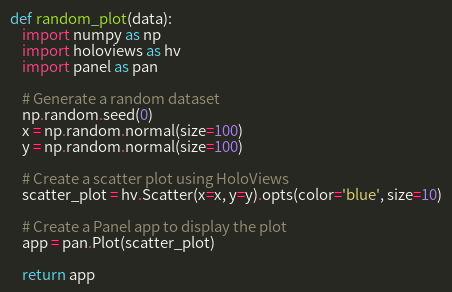 def random_plot(data):
    import numpy as np
    import holoviews as hv
    import panel as pan

    # Generate a random dataset
    np.random.seed(0)
    x = np.random.normal(size=100)
    y = np.random.normal(size=100)

    # Create a scatter plot using HoloViews
    scatter_plot = hv.Scatter(x=x, y=y).opts(color='blue', size=10)

    # Create a Panel app to display the plot
    app = pan.Plot(scatter_plot)

    return app